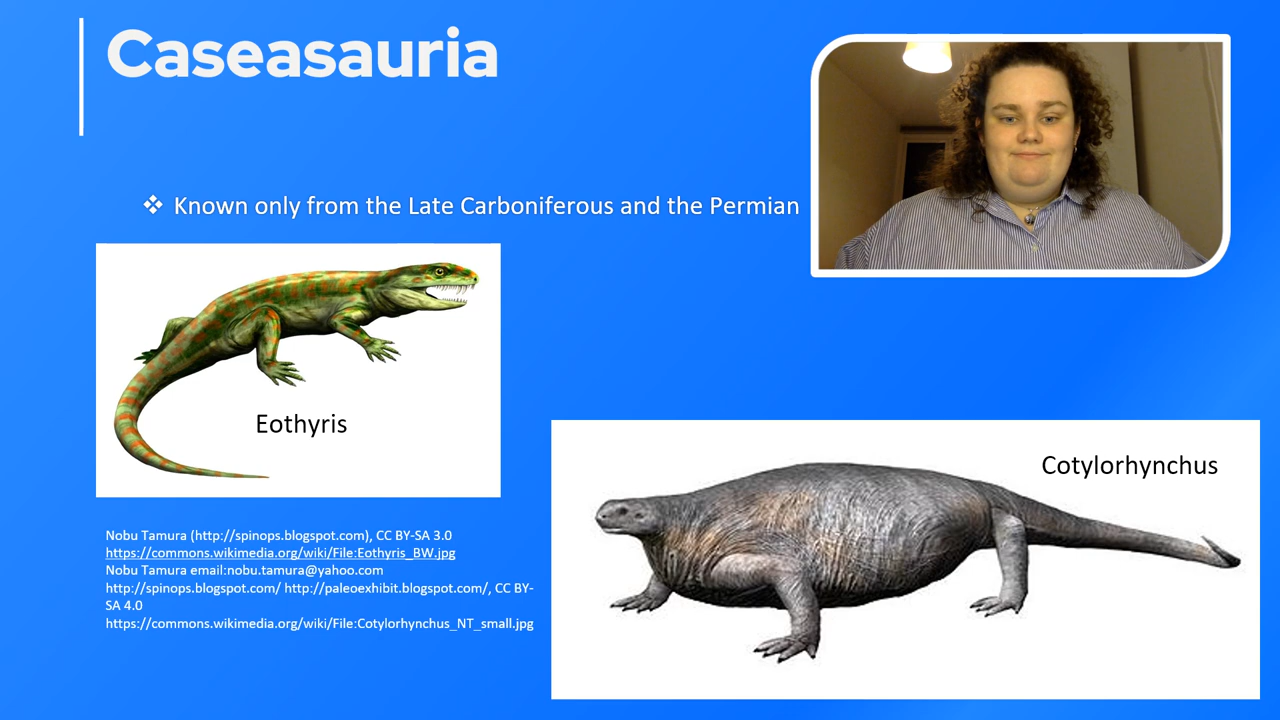 Caseasauria
❖ Known only from the Late Carboniferous and the Permian
Eothyris
Cotylorhynchus
Nobu Tamura (http://spinops.blogspot.com), CC BY-SA 3.0
https://commons.wikimedia.org/wiki/File:Eothyris_BW.jpg
Nobu Tamura email:nobu.tamura@yahoo.com
http://spinops.blogspot.com/ http://paleoexhibit.blogspot.com/, CC BY-
SA 4.0
https://commons.wikimedia.org/wiki/File:Cotylorhynchus_NT_small.jpg